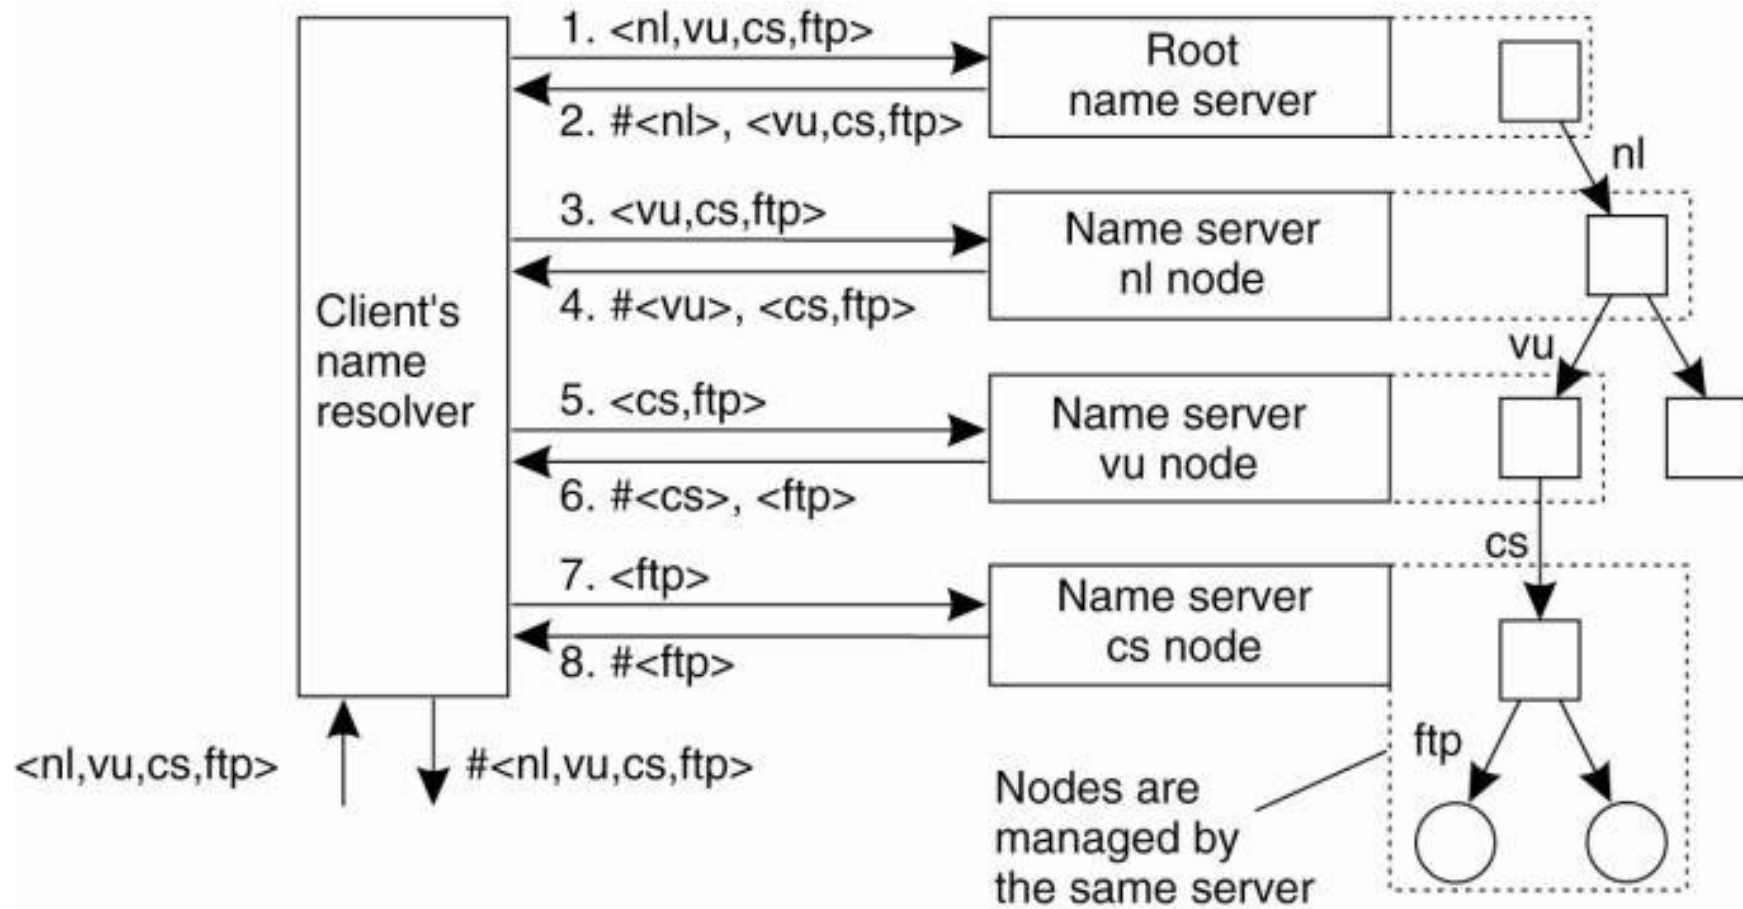 1. <nl,vu,cs,ftp>
Root
name server
2. #<nl>, <vu,cs,ftp>
nl
3. <vu,cs,ftp>
Name server
nl node
4. #<vu>, <cs,ftp>
vu
Client's
name
resolver
5. <cs,ftp>
Name server
vu node
6. #<cs>, <ftp>
cs
7. <ftp>
Name server
cs node
8. #<ftp>
ftp
<nl,vu,cs,ftp>
#<nl,vu,cs,ftp>
Nodes are
managed by
the same server